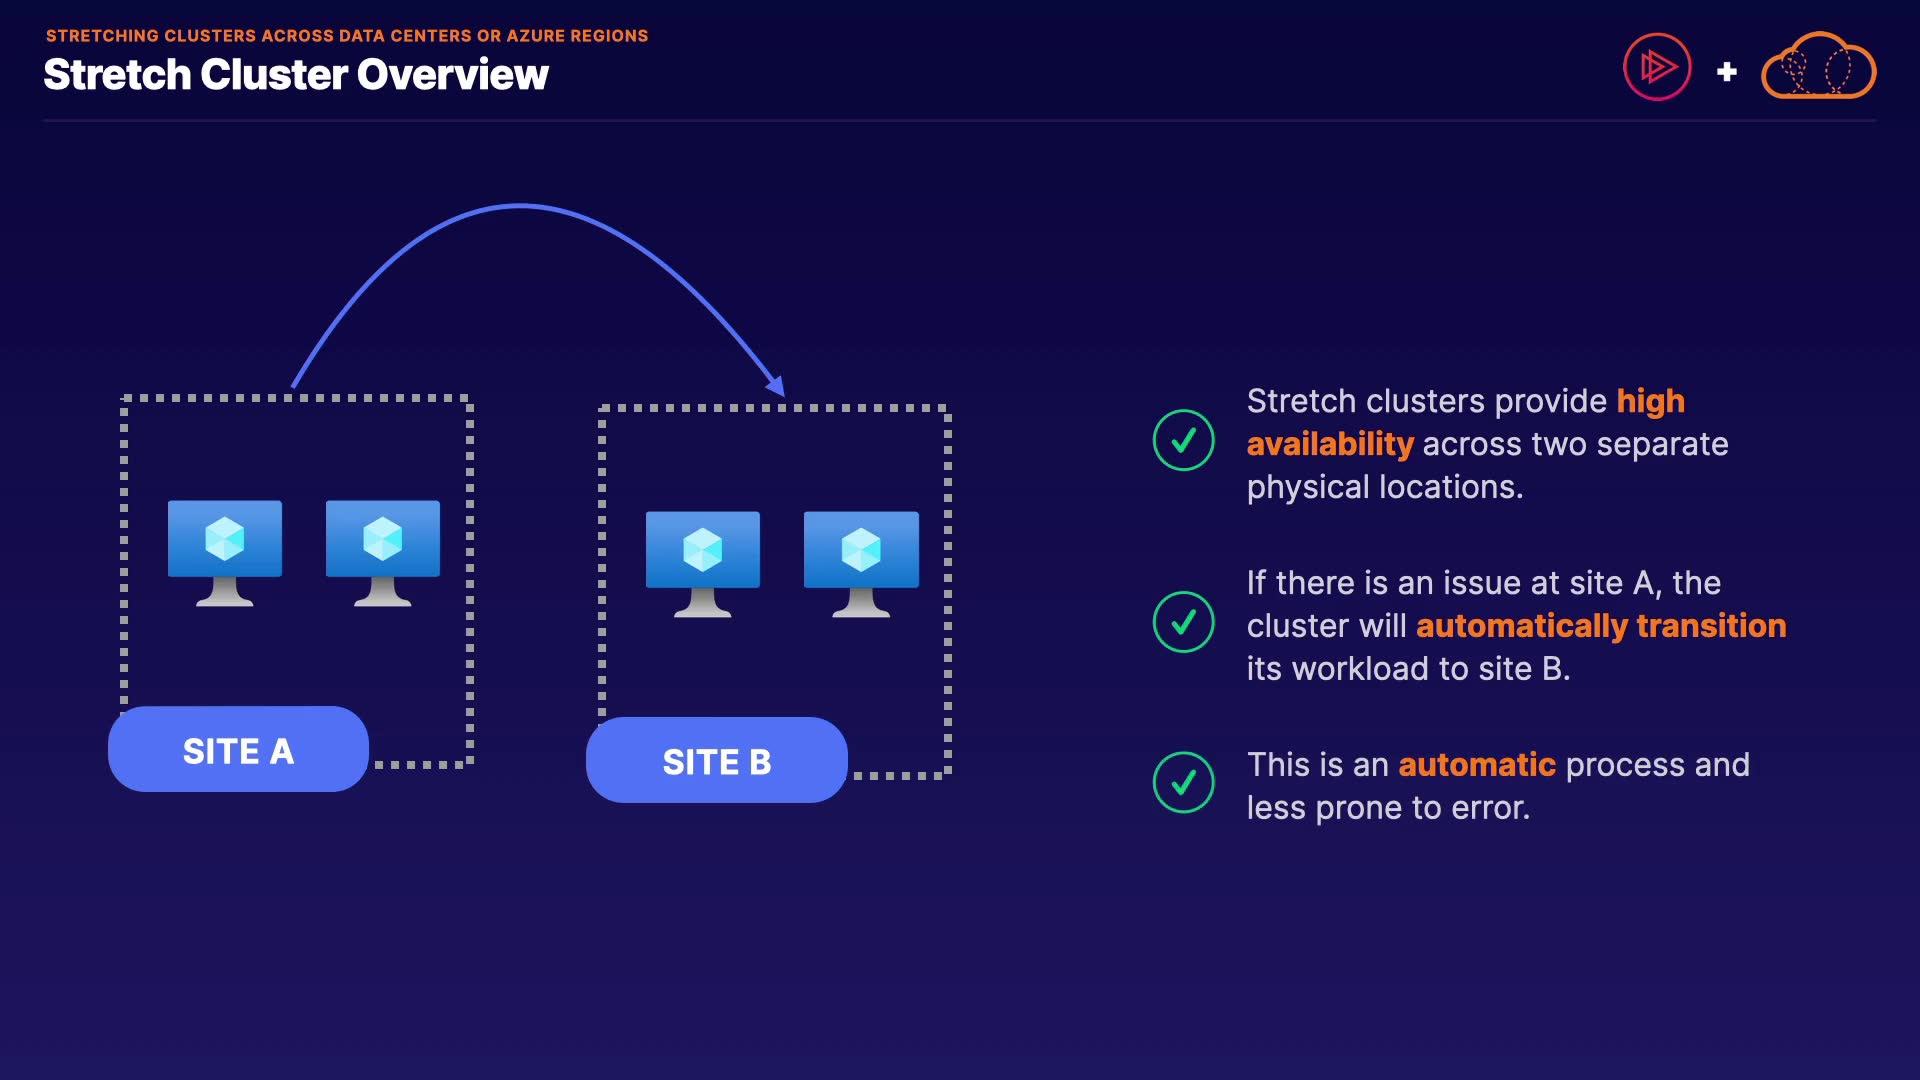 STRETCHING CLUSTERS ACROSS DATA CENTERS OR AZURE REGIONS
Stretch Cluster Overview
SITE A
SITE B
Stretch clusters provide high
availability across two separate
physical locations.
If there is an issue at site A, the
cluster will automatically transition
its workload to site B.
This is an automatic process and
less prone to error.